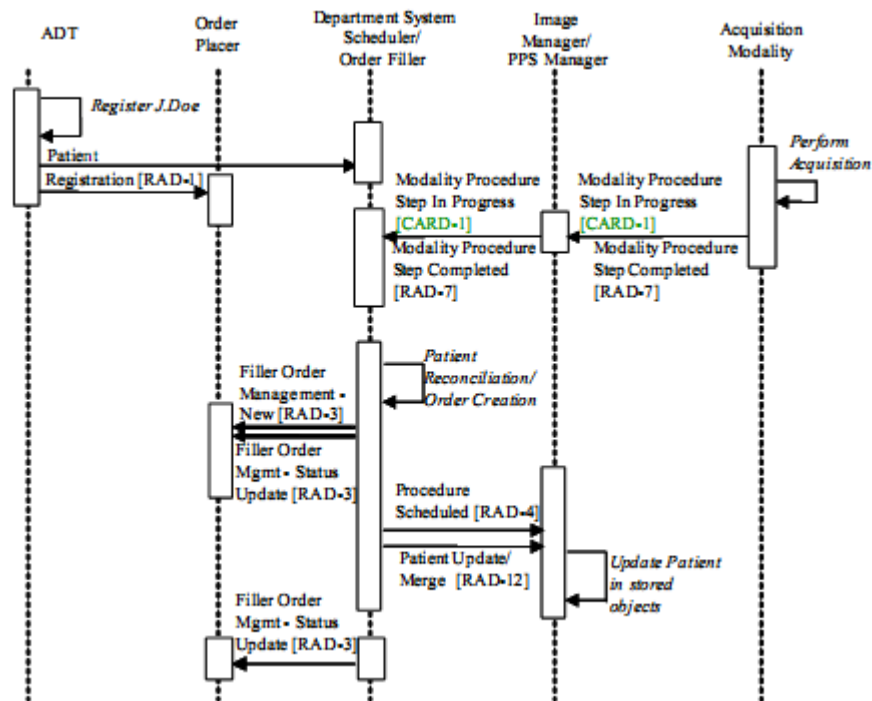 ADT
Order
Placer
Department System
Scheduler/
Order Filler
Image
Manager/
PPS Manager
Acquisition
Modality
Register J.Doe
Patient
Registration [RAD-1]
Perform
Acquisition
Modality Procedure
Step In Progress
[CARD-1]
Modality Procedure
Step Completed
[RAD-7]
Modality Procedure
Step In Progress
[CARD-1]
Modality Procedure
Step Completed
[RAD-7]
Patient
Reconciliation/
Order Creation
Filler Order
Management -
New [RAD-3]
Filler Order
Mgmt - Status
Update [RAD-3]
Procedure
Scheduled [RAD-4]
Patient Update/
Merge [RAD-12]
Update Patient
in stored
objects
Filler Order
Mgmt - Status
Update [RAD-3]